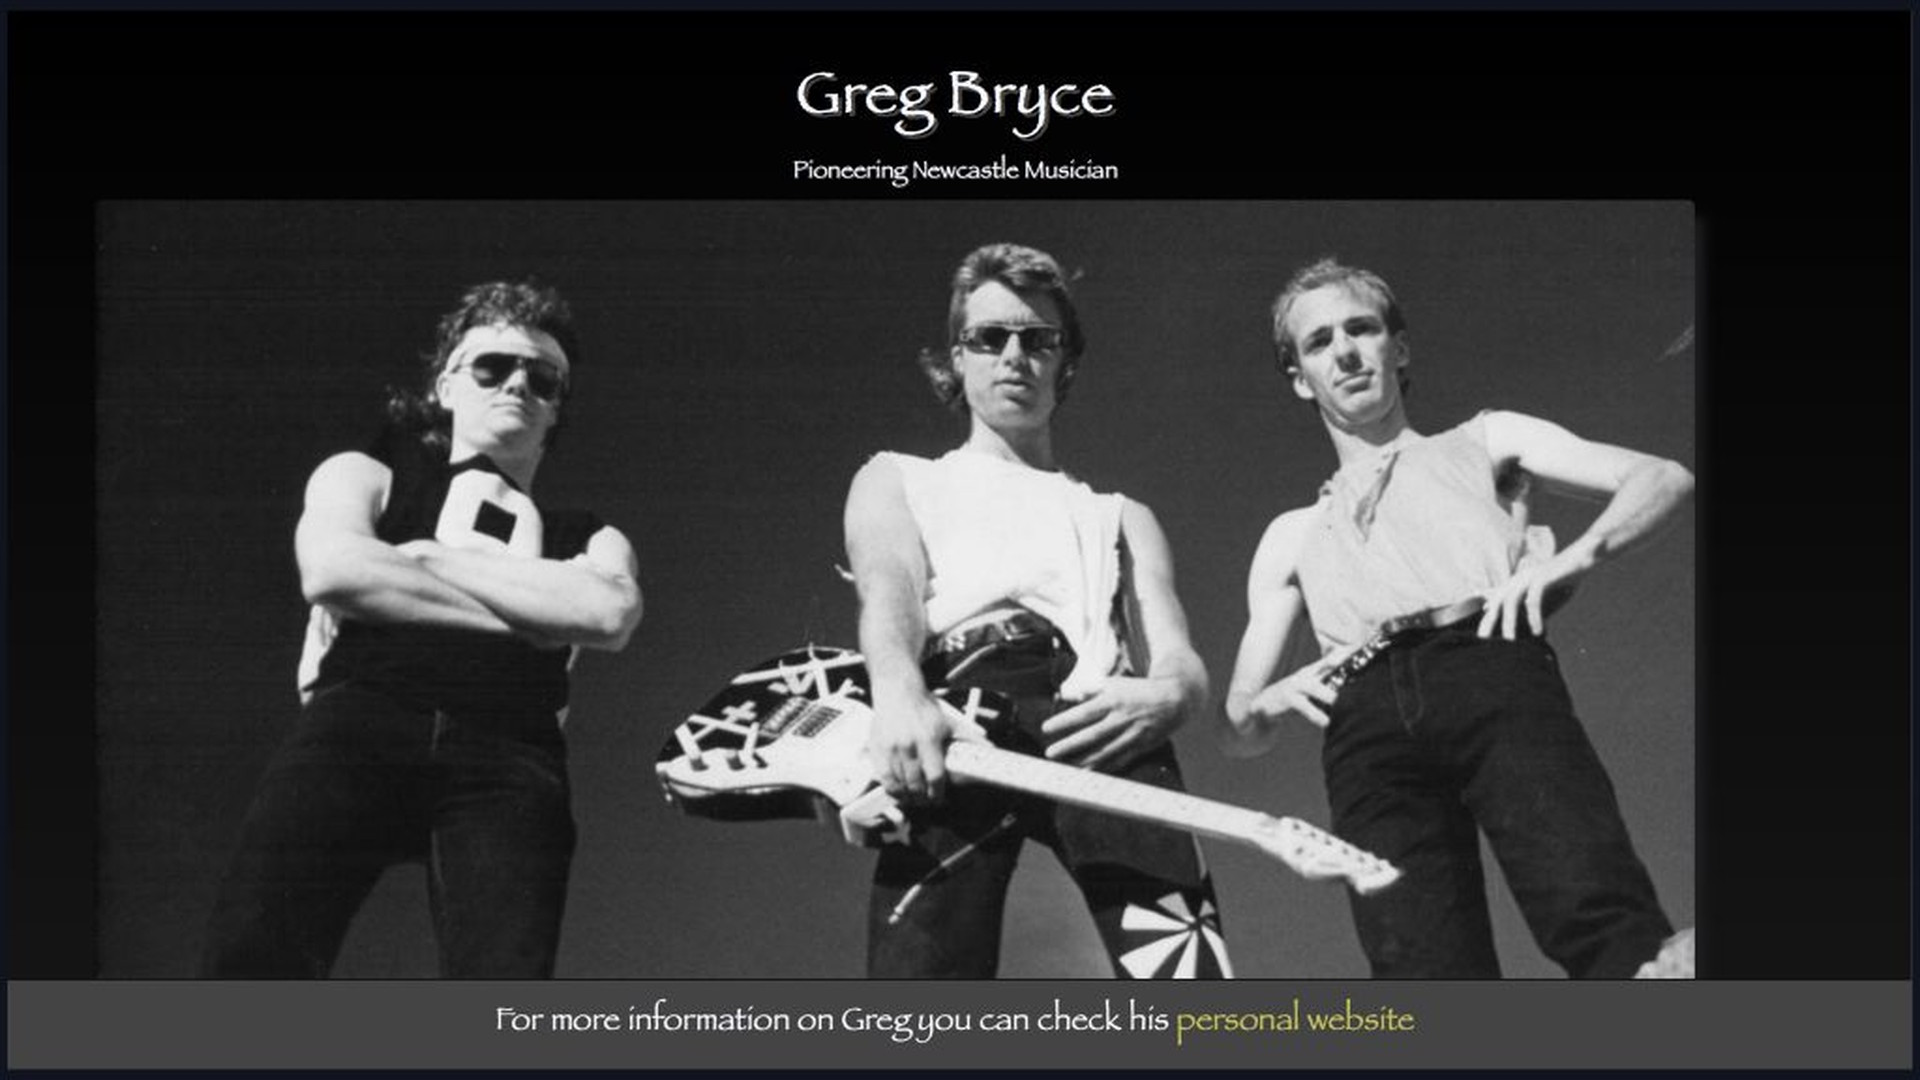 Greg Bryce
Pioneering Newcastle Musician
For more information on Greg you can check his personal website